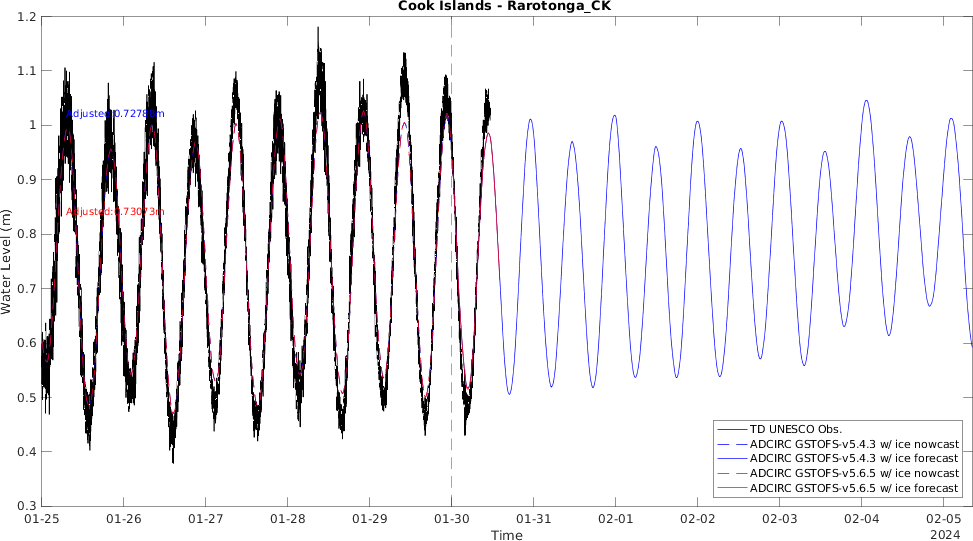 Cook Islands - Rarotonga_CK
Water Level (m)
1.2
1.1
1
0.9
0.8
0.7
0.6
0.5
0.4
0.3
Adjusted:0.73073m
TD UNESCO Obs.
ADCIRC GSTOFS-v5.4.3 w/ ice nowcast
ADCIRC GSTOFS-v5.4.3 w/ ice forecast
ADCIRC GSTOFS-v5.6.5 w/ ice nowcast
ADCIRC GSTOFS-v5.6.5 w/ ice forecast
01-25 01-26 01-27 01-28 01-29 01-30 01-31 02-01 02-02 02-03 02-04 02-05
Time
2024